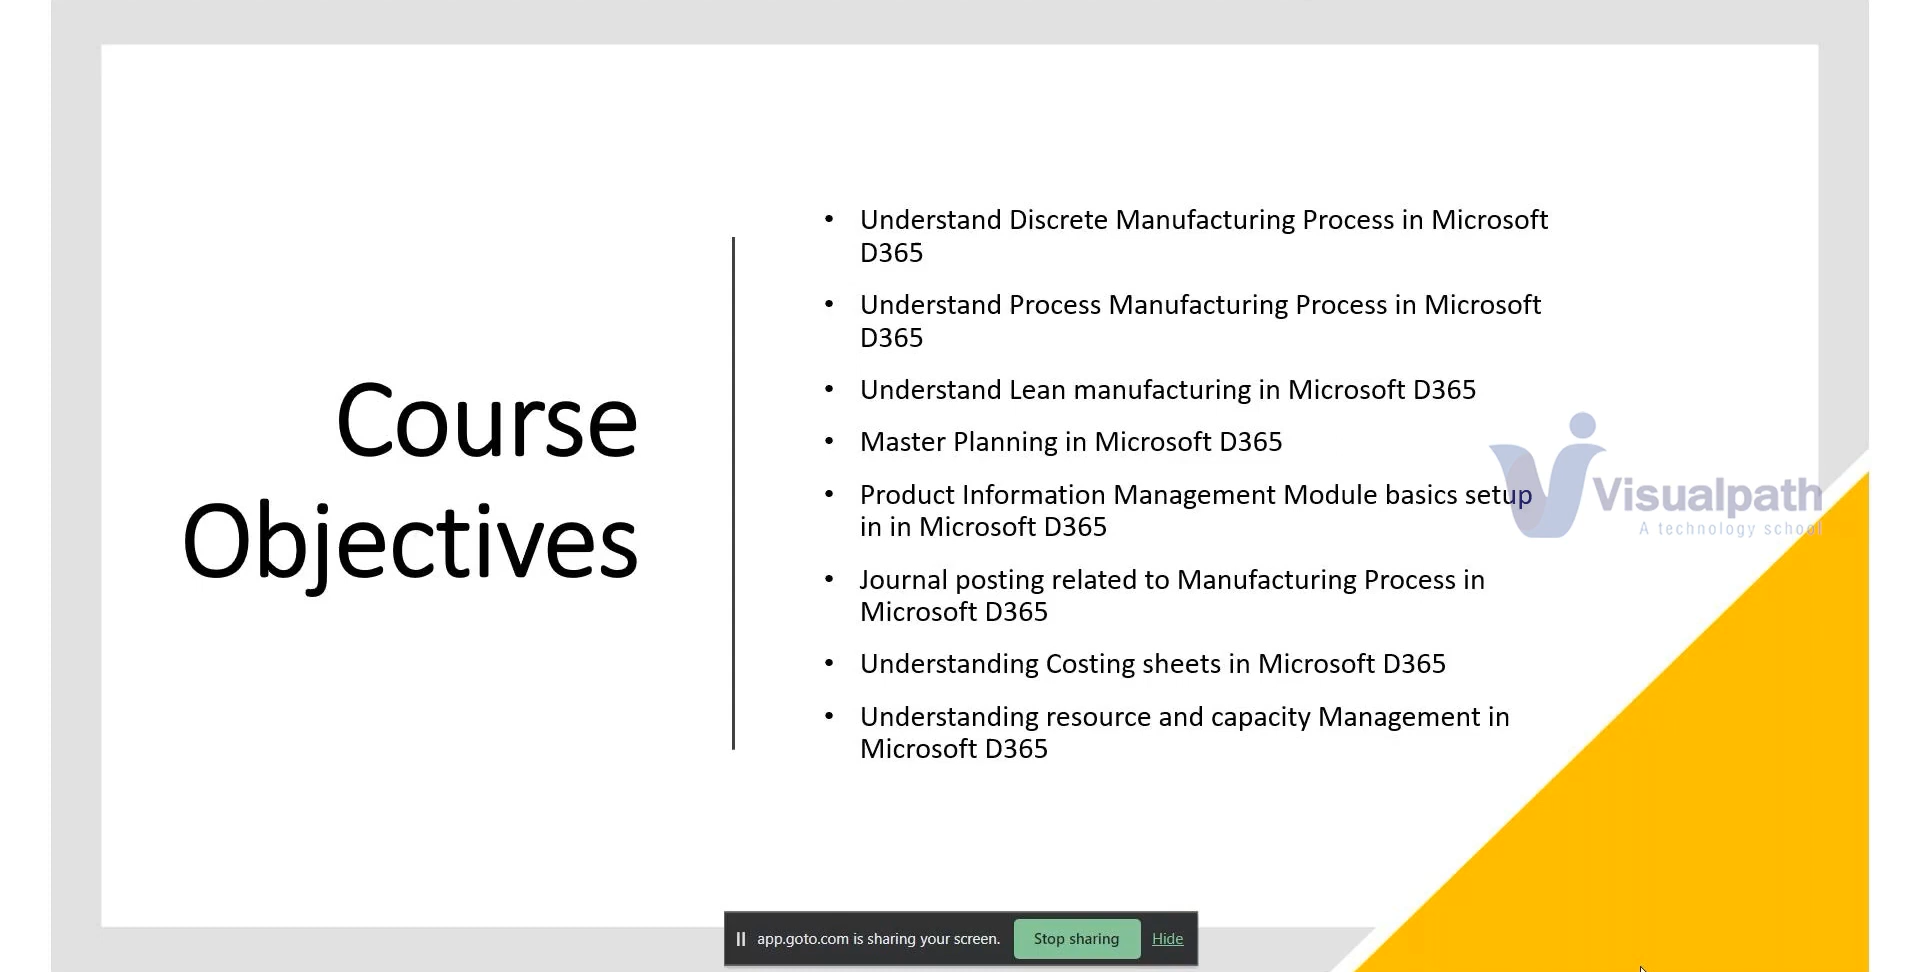 Course
Objectives
• Understand Discrete Manufacturing Process in Microsoft
D365
• Understand Process Manufacturing Process in Microsoft
D365
• Understand Lean manufacturing in Microsoft D365
• Master Planning in Microsoft D365
• Product Information Management Module basics setup
in in Microsoft D365
• Journal posting related to Manufacturing Process in
Microsoft D365
• Understanding Costing sheets in Microsoft D365
• Understanding resource and capacity Management in
Microsoft D365
Visualpath
A technology school
app.goto.com is sharing your screen. Stop sharing Hide